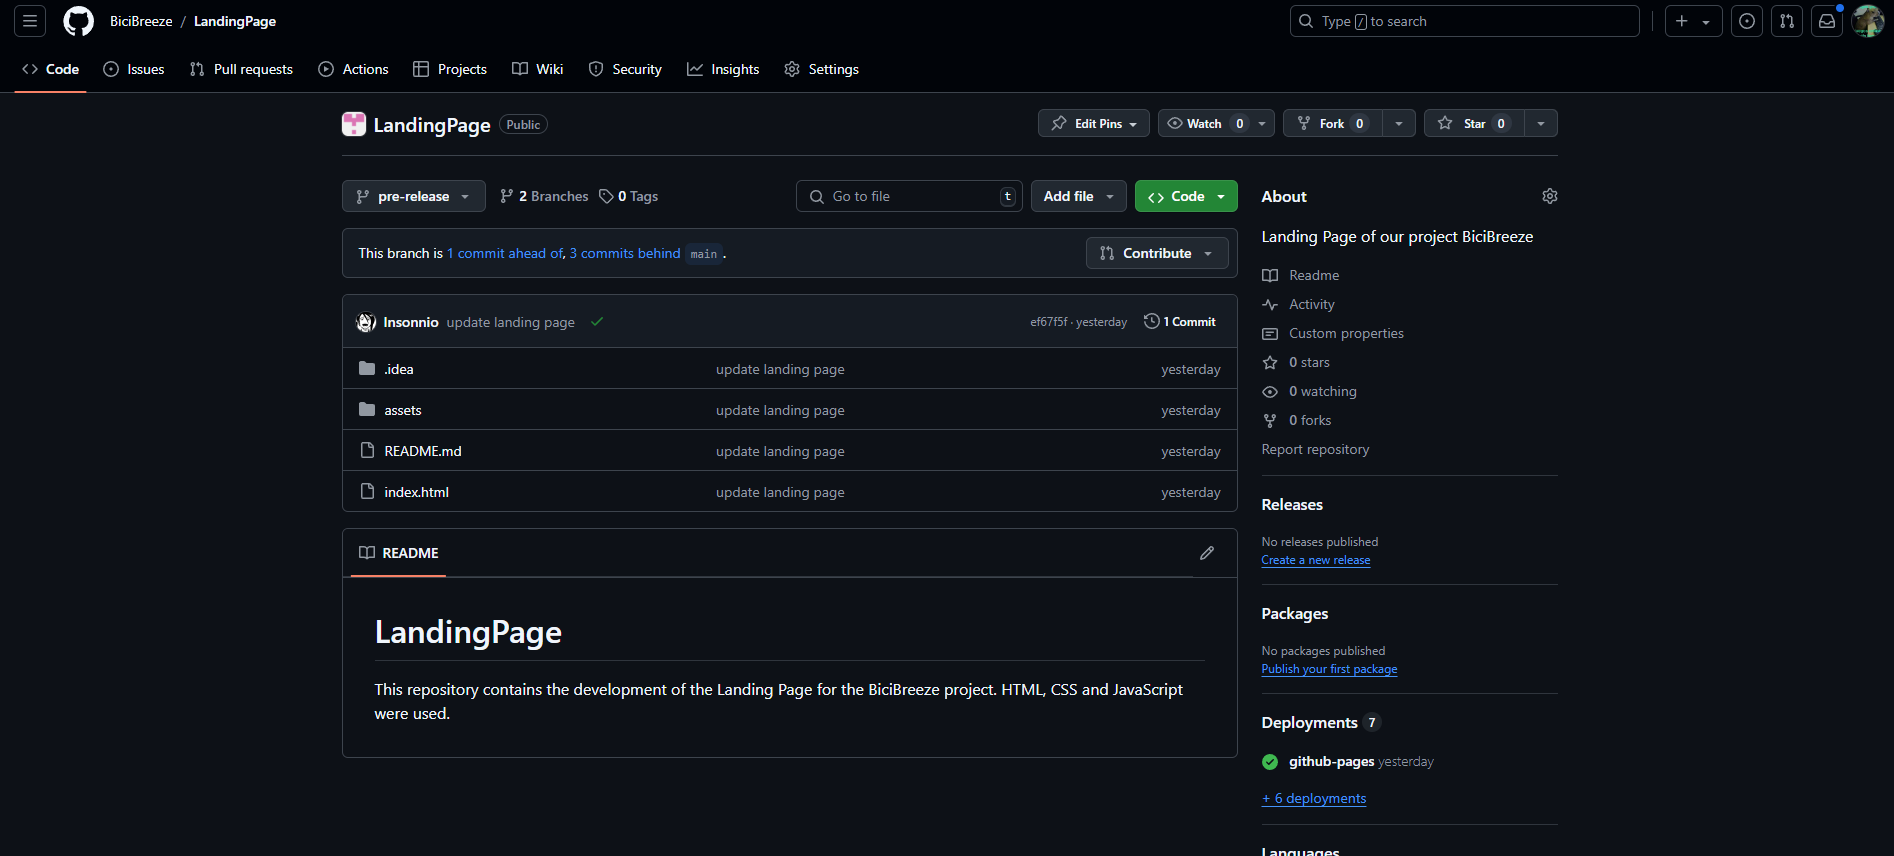 BiciBreeze / LandingPage
Type / to search
Code Issues Pull requests Actions Projects Wiki Security Insights Settings
LandingPage Public
Edit Pins Watch 0 Fork 0 Star 0
pre-release 2 Branches 0 Tags Go to file t Add file Code
This branch is 1 commit ahead of, 3 commits behind main .
Contribute
Insonnio update landing page ef67f5f · yesterday 1 Commit
.idea update landing page yesterday
assets update landing page yesterday
README.md update landing page yesterday
index.html update landing page yesterday
README
LandingPage
This repository contains the development of the Landing Page for the BiciBreeze project. HTML, CSS and JavaScript
were used.
About
Landing Page of our project BiciBreeze
Readme
Activity
Custom properties
0 stars
0 watching
0 forks
Report repository
Releases
No releases published
Create a new release
Packages
No packages published
Publish your first package
Deployments 7
github-pages yesterday
+ 6 deployments
Languages